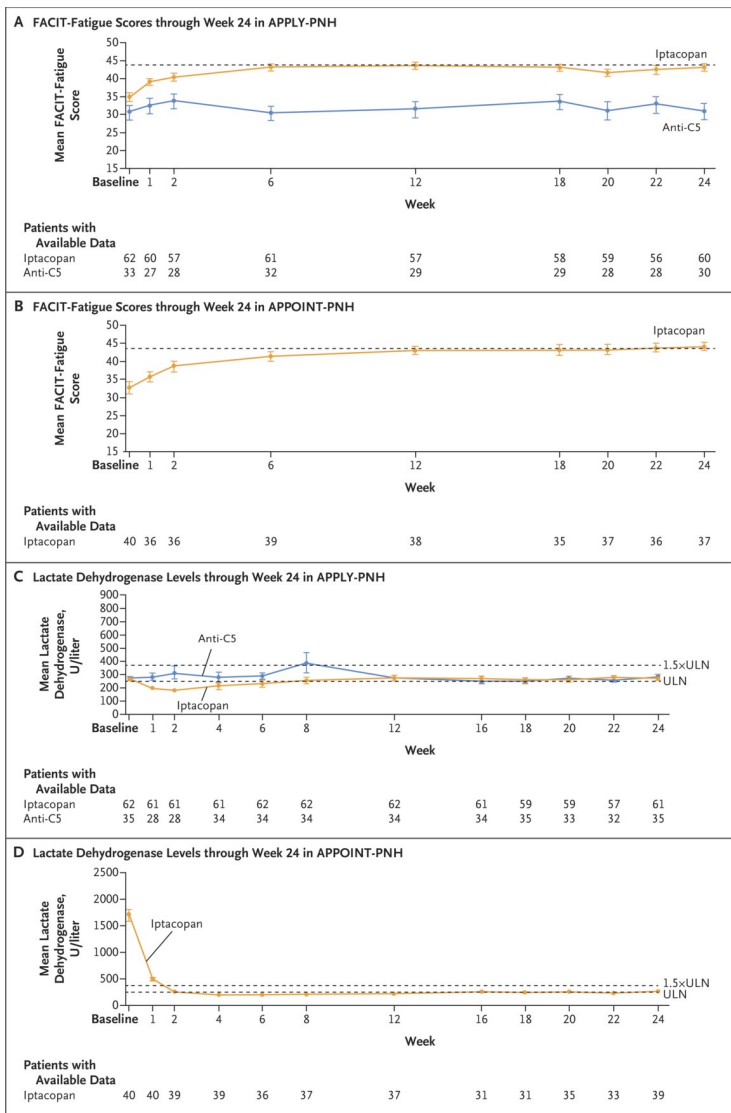 A FACIT-Fatigue Scores through Week 24 in APPLY-PNH
Mean FACIT-Fatigue
Score
50
45
40
35
30
25
20
15
Iptacopan
Anti-C5
Baseline 1 2 6 12 18 20 22 24
Week
Patients with
Available Data
Iptacopan 62 60 57 61 57 58 59 56 60
Anti-C5 33 27 28 32 29 29 28 28 30
B FACIT-Fatigue Scores through Week 24 in APPOINT-PNH
Mean FACIT-Fatigue
Score
50
45
40
35
30
25
20
15
Iptacopan
Baseline 1 2 6 12 18 20 22 24
Week
Patients with
Available Data
Iptacopan 40 36 36 39 38 35 37 36 37
C Lactate Dehydrogenase Levels through Week 24 in APPLY-PNH
Mean Lactate
Dehydrogenase,
U/liter
900
800
700
600
500
400
300
200
100
0
Anti-C5
Iptacopan
1.5×ULN
ULN
Baseline 1 2 4 6 8 12 16 18 20 22 24
Week
Patients with
Available Data
Iptacopan 62 61 61 61 62 62 62 61 59 59 57 61
Anti-C5 35 28 28 34 34 34 34 34 35 33 32 35
D Lactate Dehydrogenase Levels through Week 24 in APPOINT-PNH
Mean Lactate
Dehydrogenase,
U/liter
2500
2000
1500
1000
500
0
Iptacopan
1.5×ULN
ULN
Baseline 1 2 4 6 8 12 16 18 20 22 24
Week
Patients with
Available Data
Iptacopan 40 40 39 39 36 37 37 31 31 35 33 39